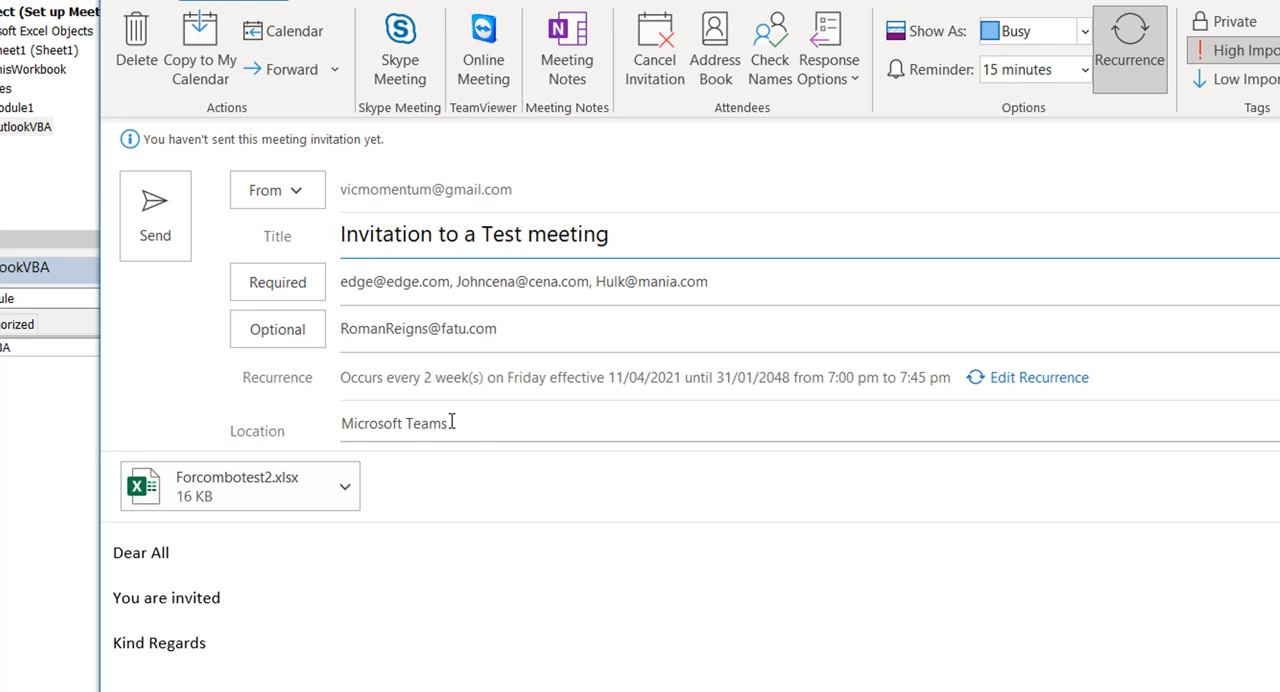 ect (Set up Meet
soft Excel Objects
heet1 (Sheet1)
hisWorkbook
es
odule1
utlookVBA
ookVBA
ule
orized
BA
Delete
Copy to My Calendar
Calendar
Forward
Actions
Skype Meeting
Skype Meeting
Online Meeting
TeamViewer
Meeting Notes
Meeting Notes
Cancel Invitation
Address Book
Check Names
Response Options
Attendees
Show As: Busy
Reminder: 15 minutes
Recurrence
Options
Private
High Impo
Low Impor
Tags
You haven't sent this meeting invitation yet.
Send
From vicmomentum@gmail.com
Title Invitation to a Test meeting
Required edge@edge.com, Johncena@cena.com, Hulk@mania.com
Optional RomanReigns@fatu.com
Recurrence Occurs every 2 week(s) on Friday effective 11/04/2021 until 31/01/2048 from 7:00 pm to 7:45 pm Edit Recurrence
Location Microsoft Teams
Forcombotest2.xlsx
16 KB
Dear All
You are invited
Kind Regards